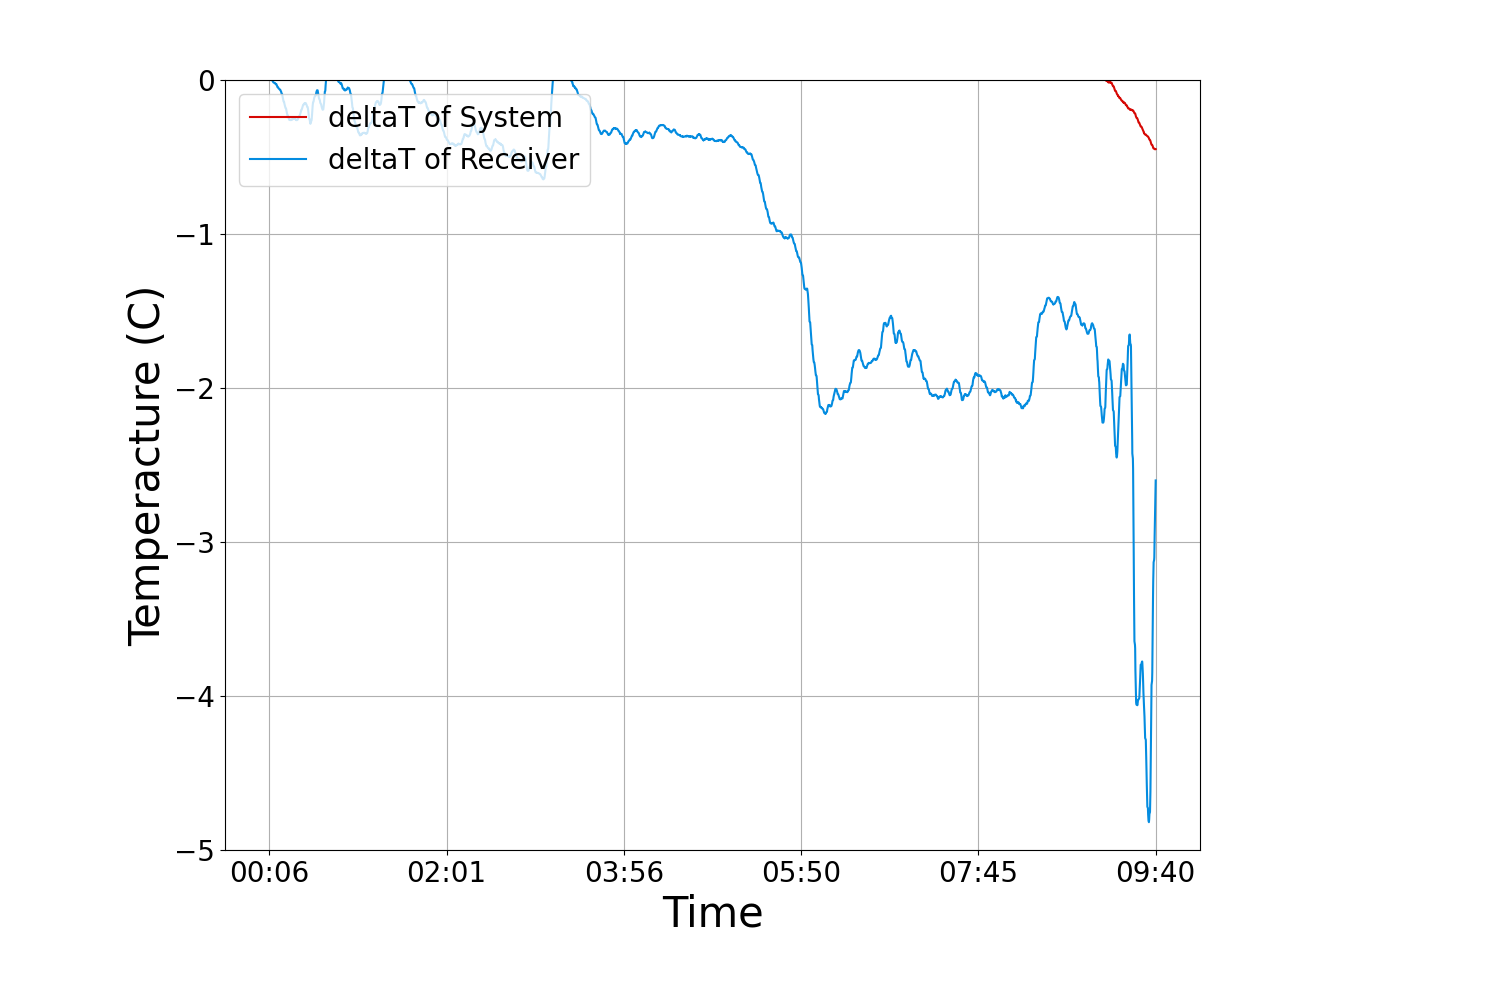 deltaT of System
deltaT of Receiver
0
−1
−2
−3
−4
−5
Temperacture (C)
00:06 02:01 03:56 05:50 07:45 09:40
Time